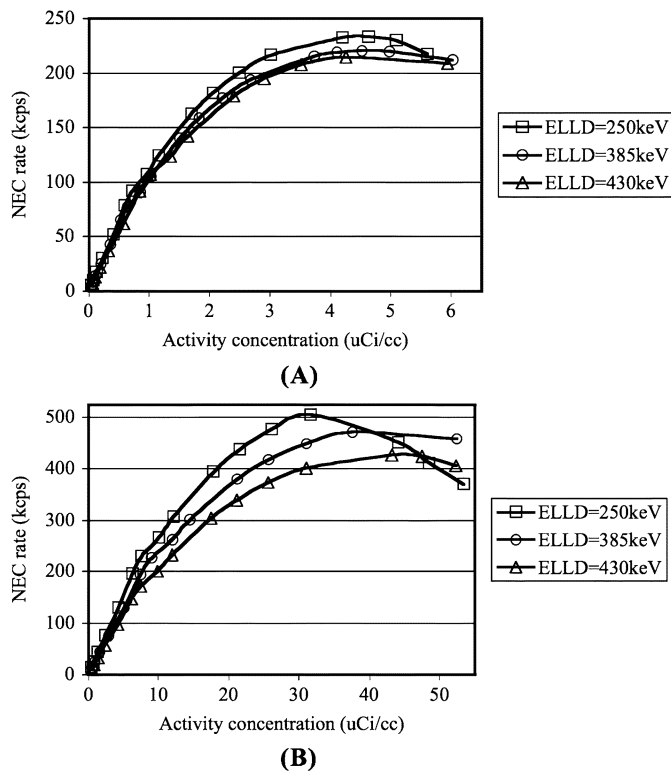 250
200
150
100
50
0
NEC rate (kcps)
0 1 2 3 4 5 6
Activity concentration (uCi/cc)
ELLD=250keV
ELLD=385keV
ELLD=430keV
(A)
500
400
300
200
100
0
NEC rate (kcps)
0 10 20 30 40 50
Activity concentration (uCi/cc)
ELLD=250keV
ELLD=385keV
ELLD=430keV
(B)